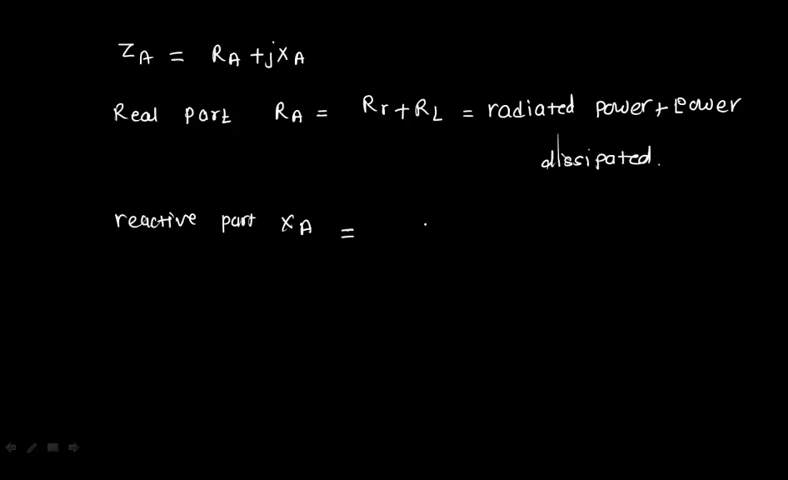 Z_A = R_A + jX_A
Real part R_A = R_r + R_L = radiated power + power
dissipated.
reactive part X_A =